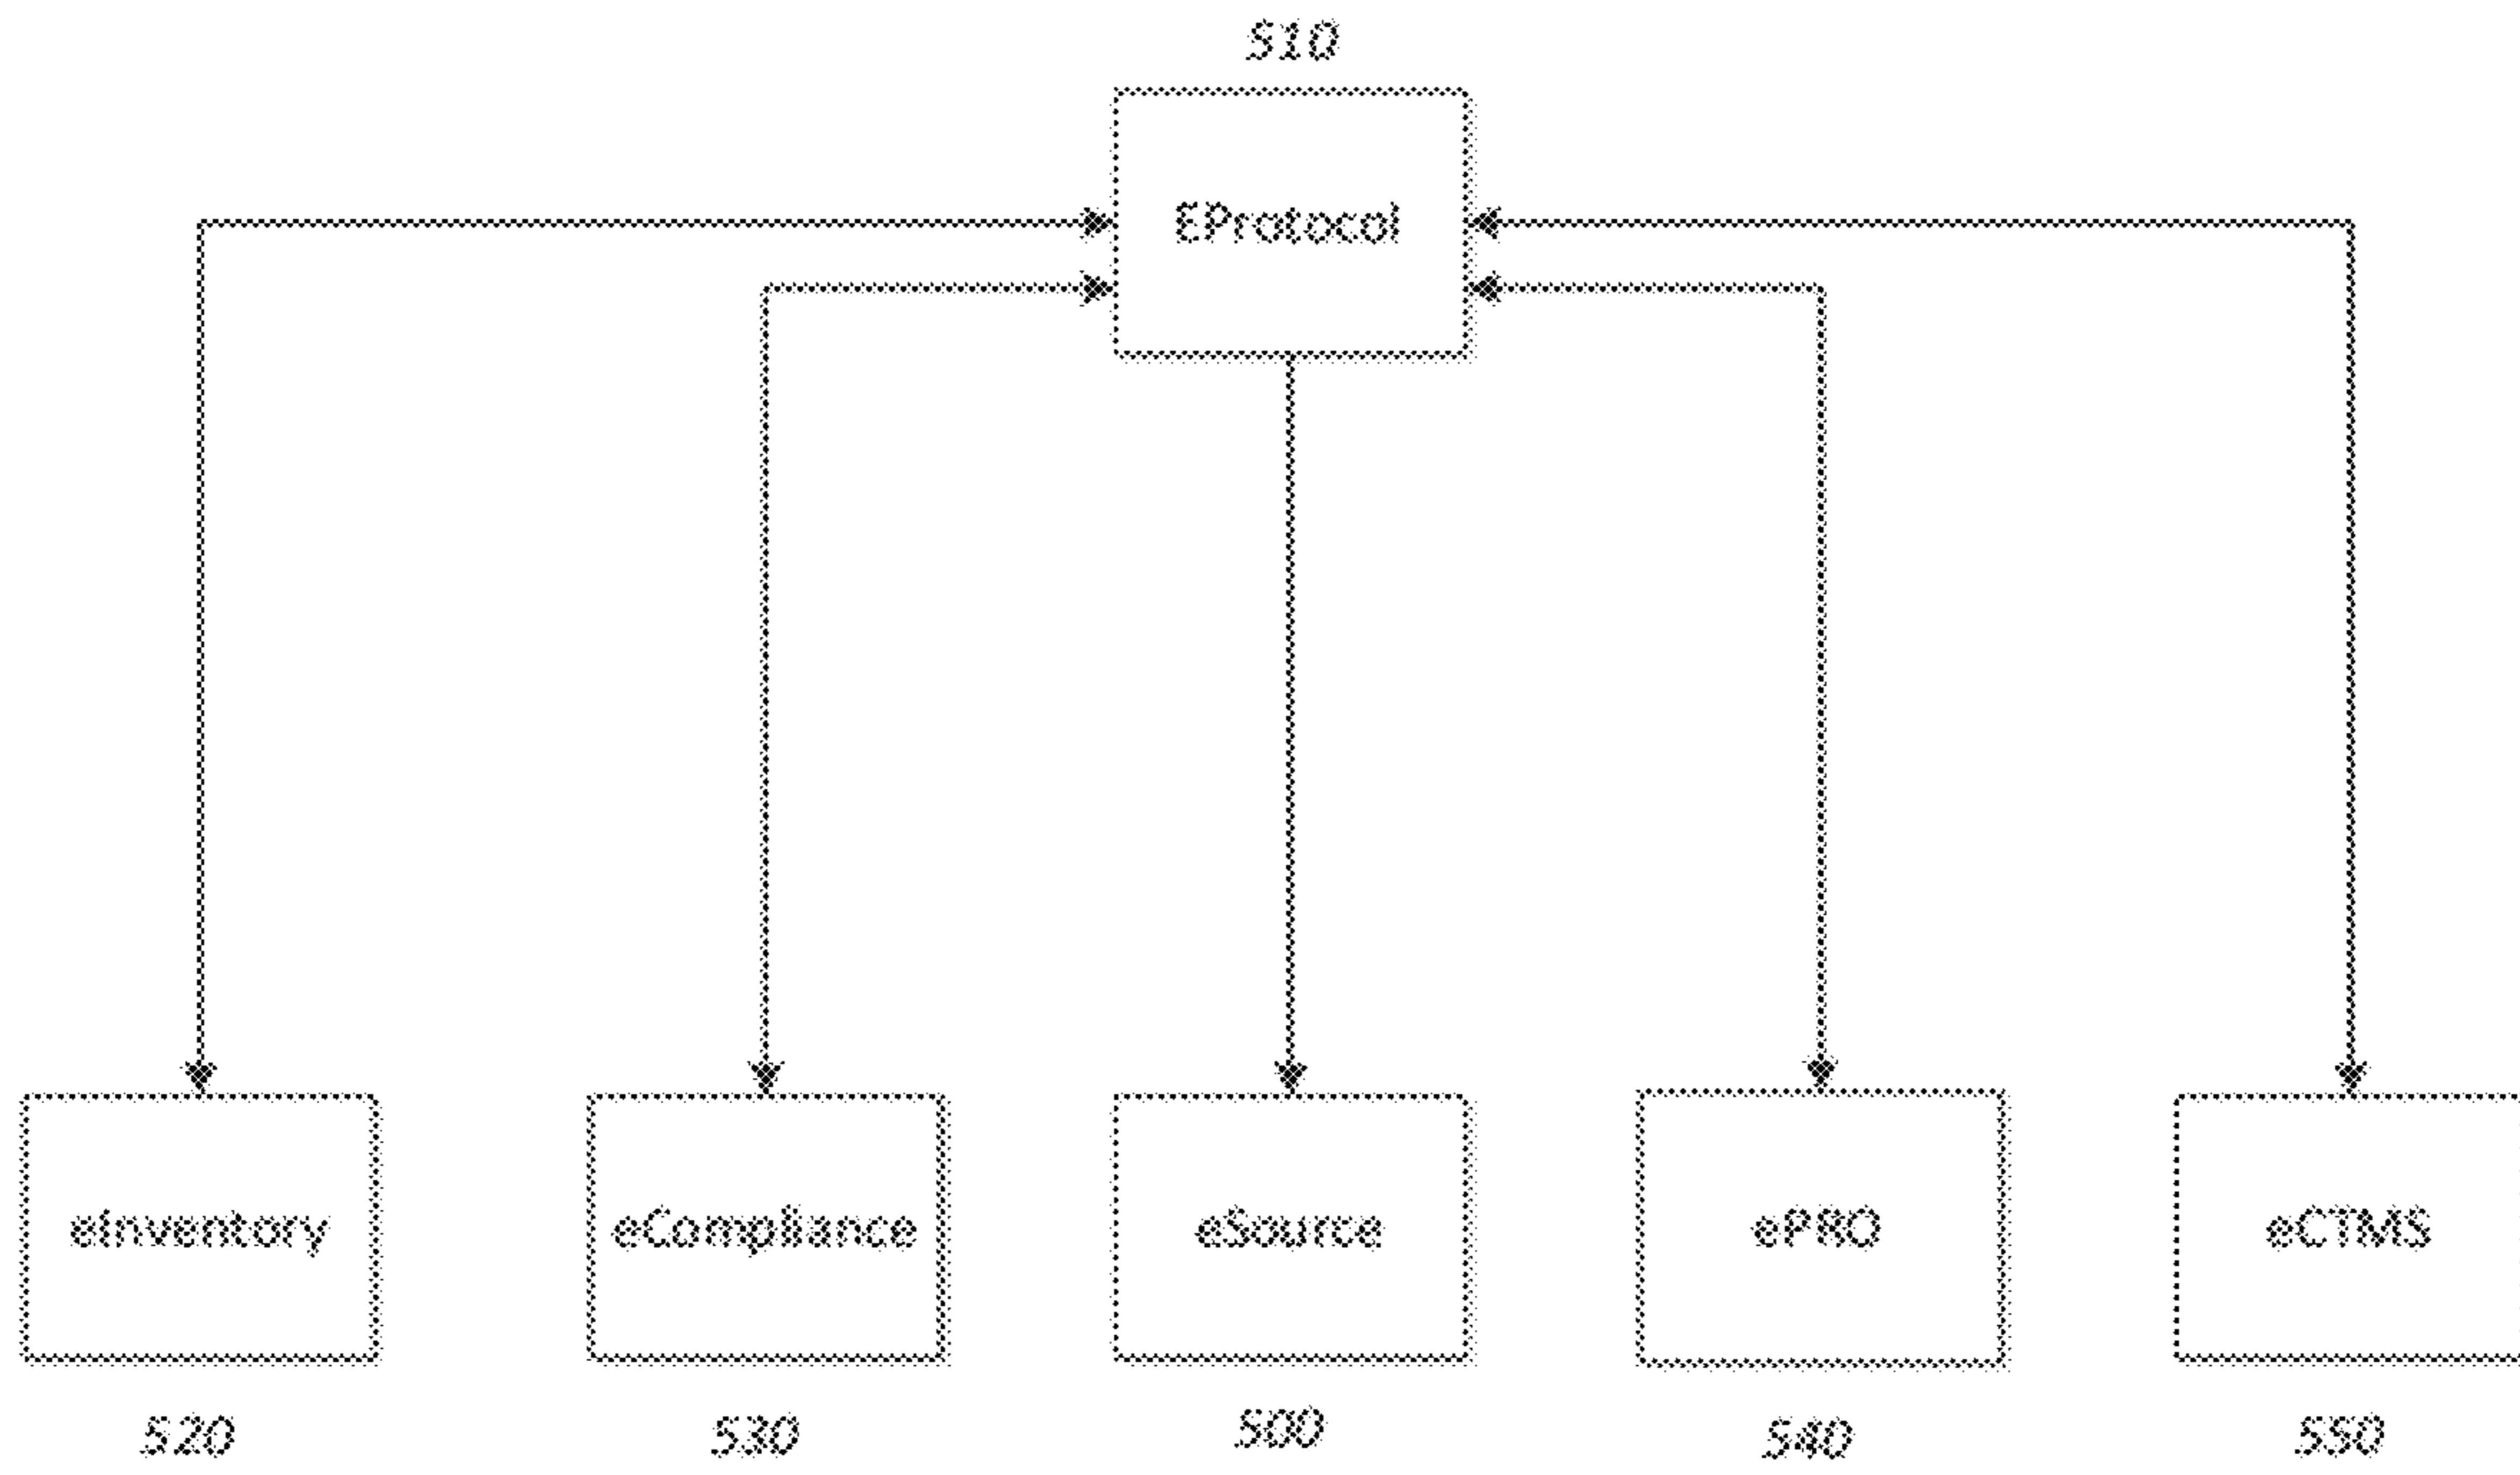 510
EProtocol
eInventory
eCompliance
eSource
ePRO
eCTMS
520
530
500
540
550